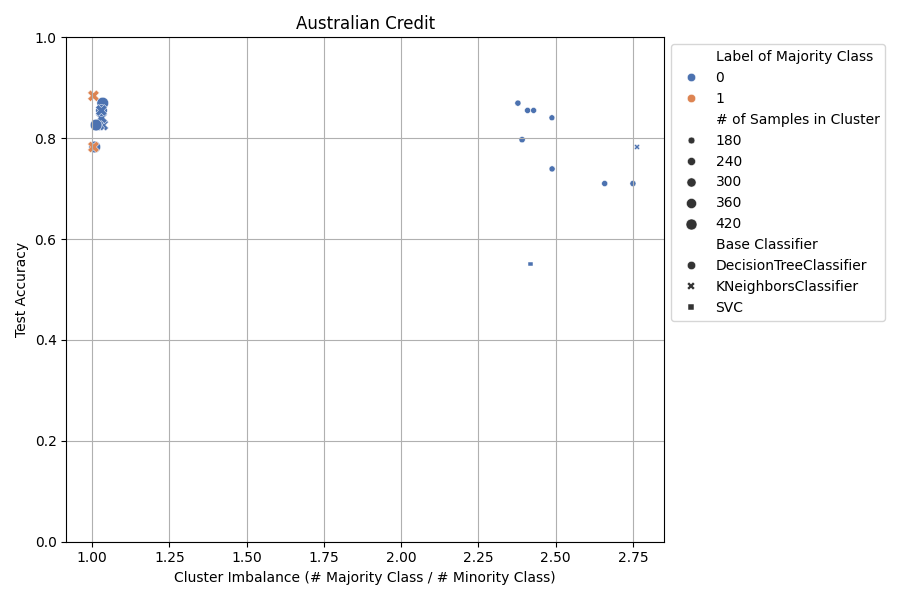 Australian Credit
Test Accuracy
1.0
0.8
0.6
0.4
0.2
0.0
1.00 1.25 1.50 1.75 2.00 2.25 2.50 2.75
Cluster Imbalance (# Majority Class / # Minority Class)
Label of Majority Class
0
1
# of Samples in Cluster
180
240
300
360
420
Base Classifier
DecisionTreeClassifier
KNeighborsClassifier
SVC